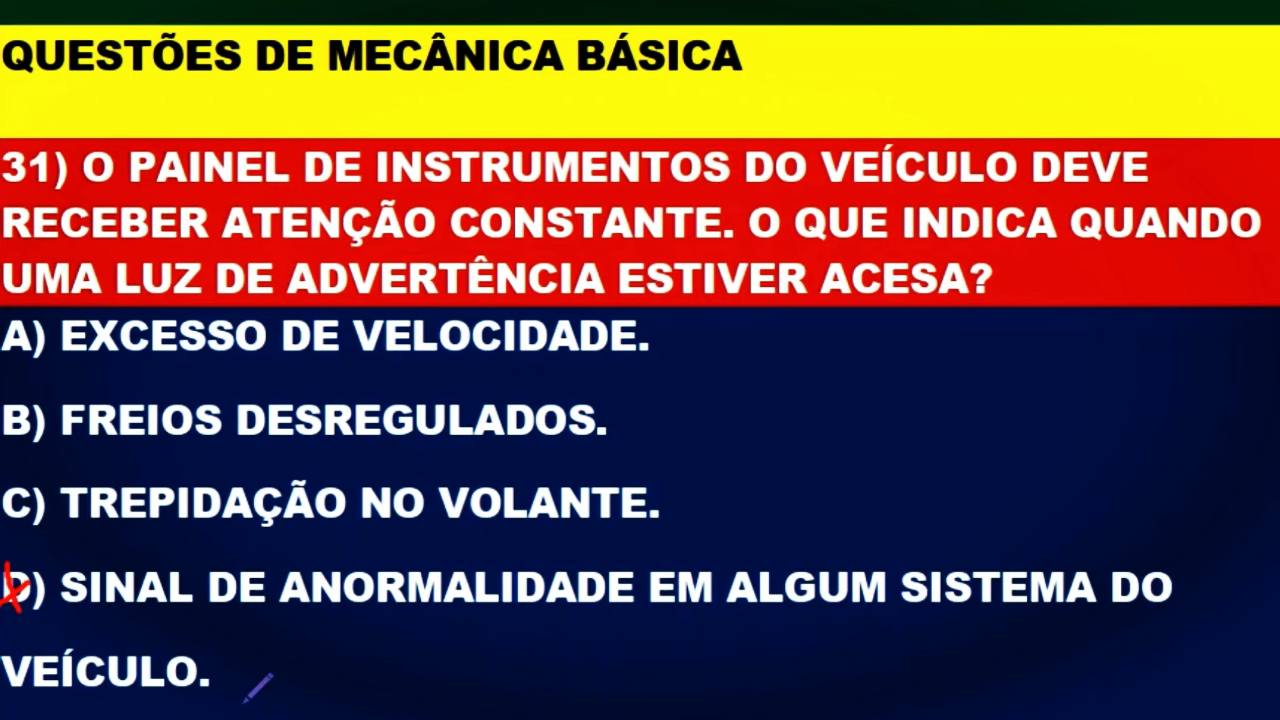 QUESTÕES DE MECÂNICA BÁSICA
31) O PAINEL DE INSTRUMENTOS DO VEÍCULO DEVE
RECEBER ATENÇÃO CONSTANTE. O QUE INDICA QUANDO
UMA LUZ DE ADVERTÊNCIA ESTIVER ACESA?
A) EXCESSO DE VELOCIDADE.
B) FREIOS DESREGULADOS.
C) TREPIDAÇÃO NO VOLANTE.
D) SINAL DE ANORMALIDADE EM ALGUM SISTEMA DO
VEÍCULO.